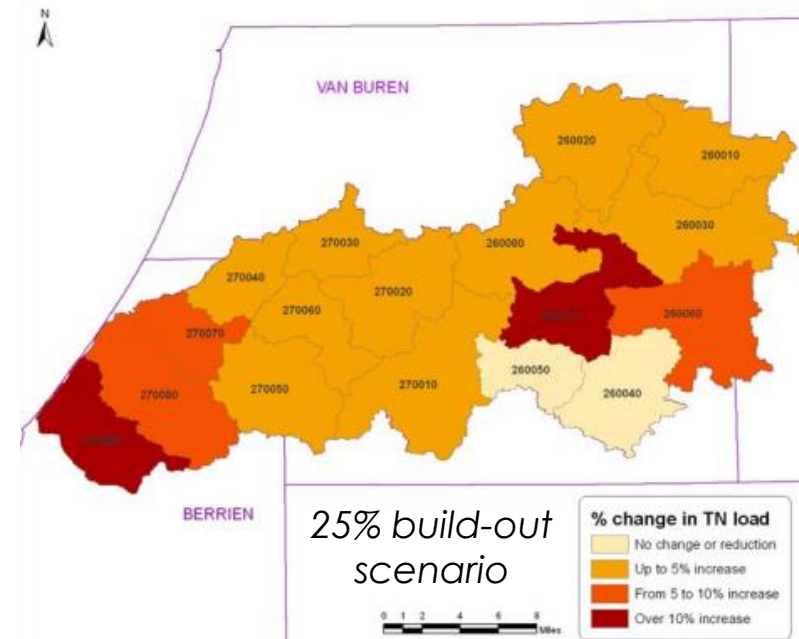 N
VAN BUREN
260020
260010
260030
270030
260080
270040
270020
270060
270070
260060
260050
270080
270050
270010
260040
BERRIEN
25% build-out
scenario
% change in TN load
No change or reduction
Up to 5% increase
From 5 to 10% increase
Over 10% increase
0 1 2 4 6 8
Miles